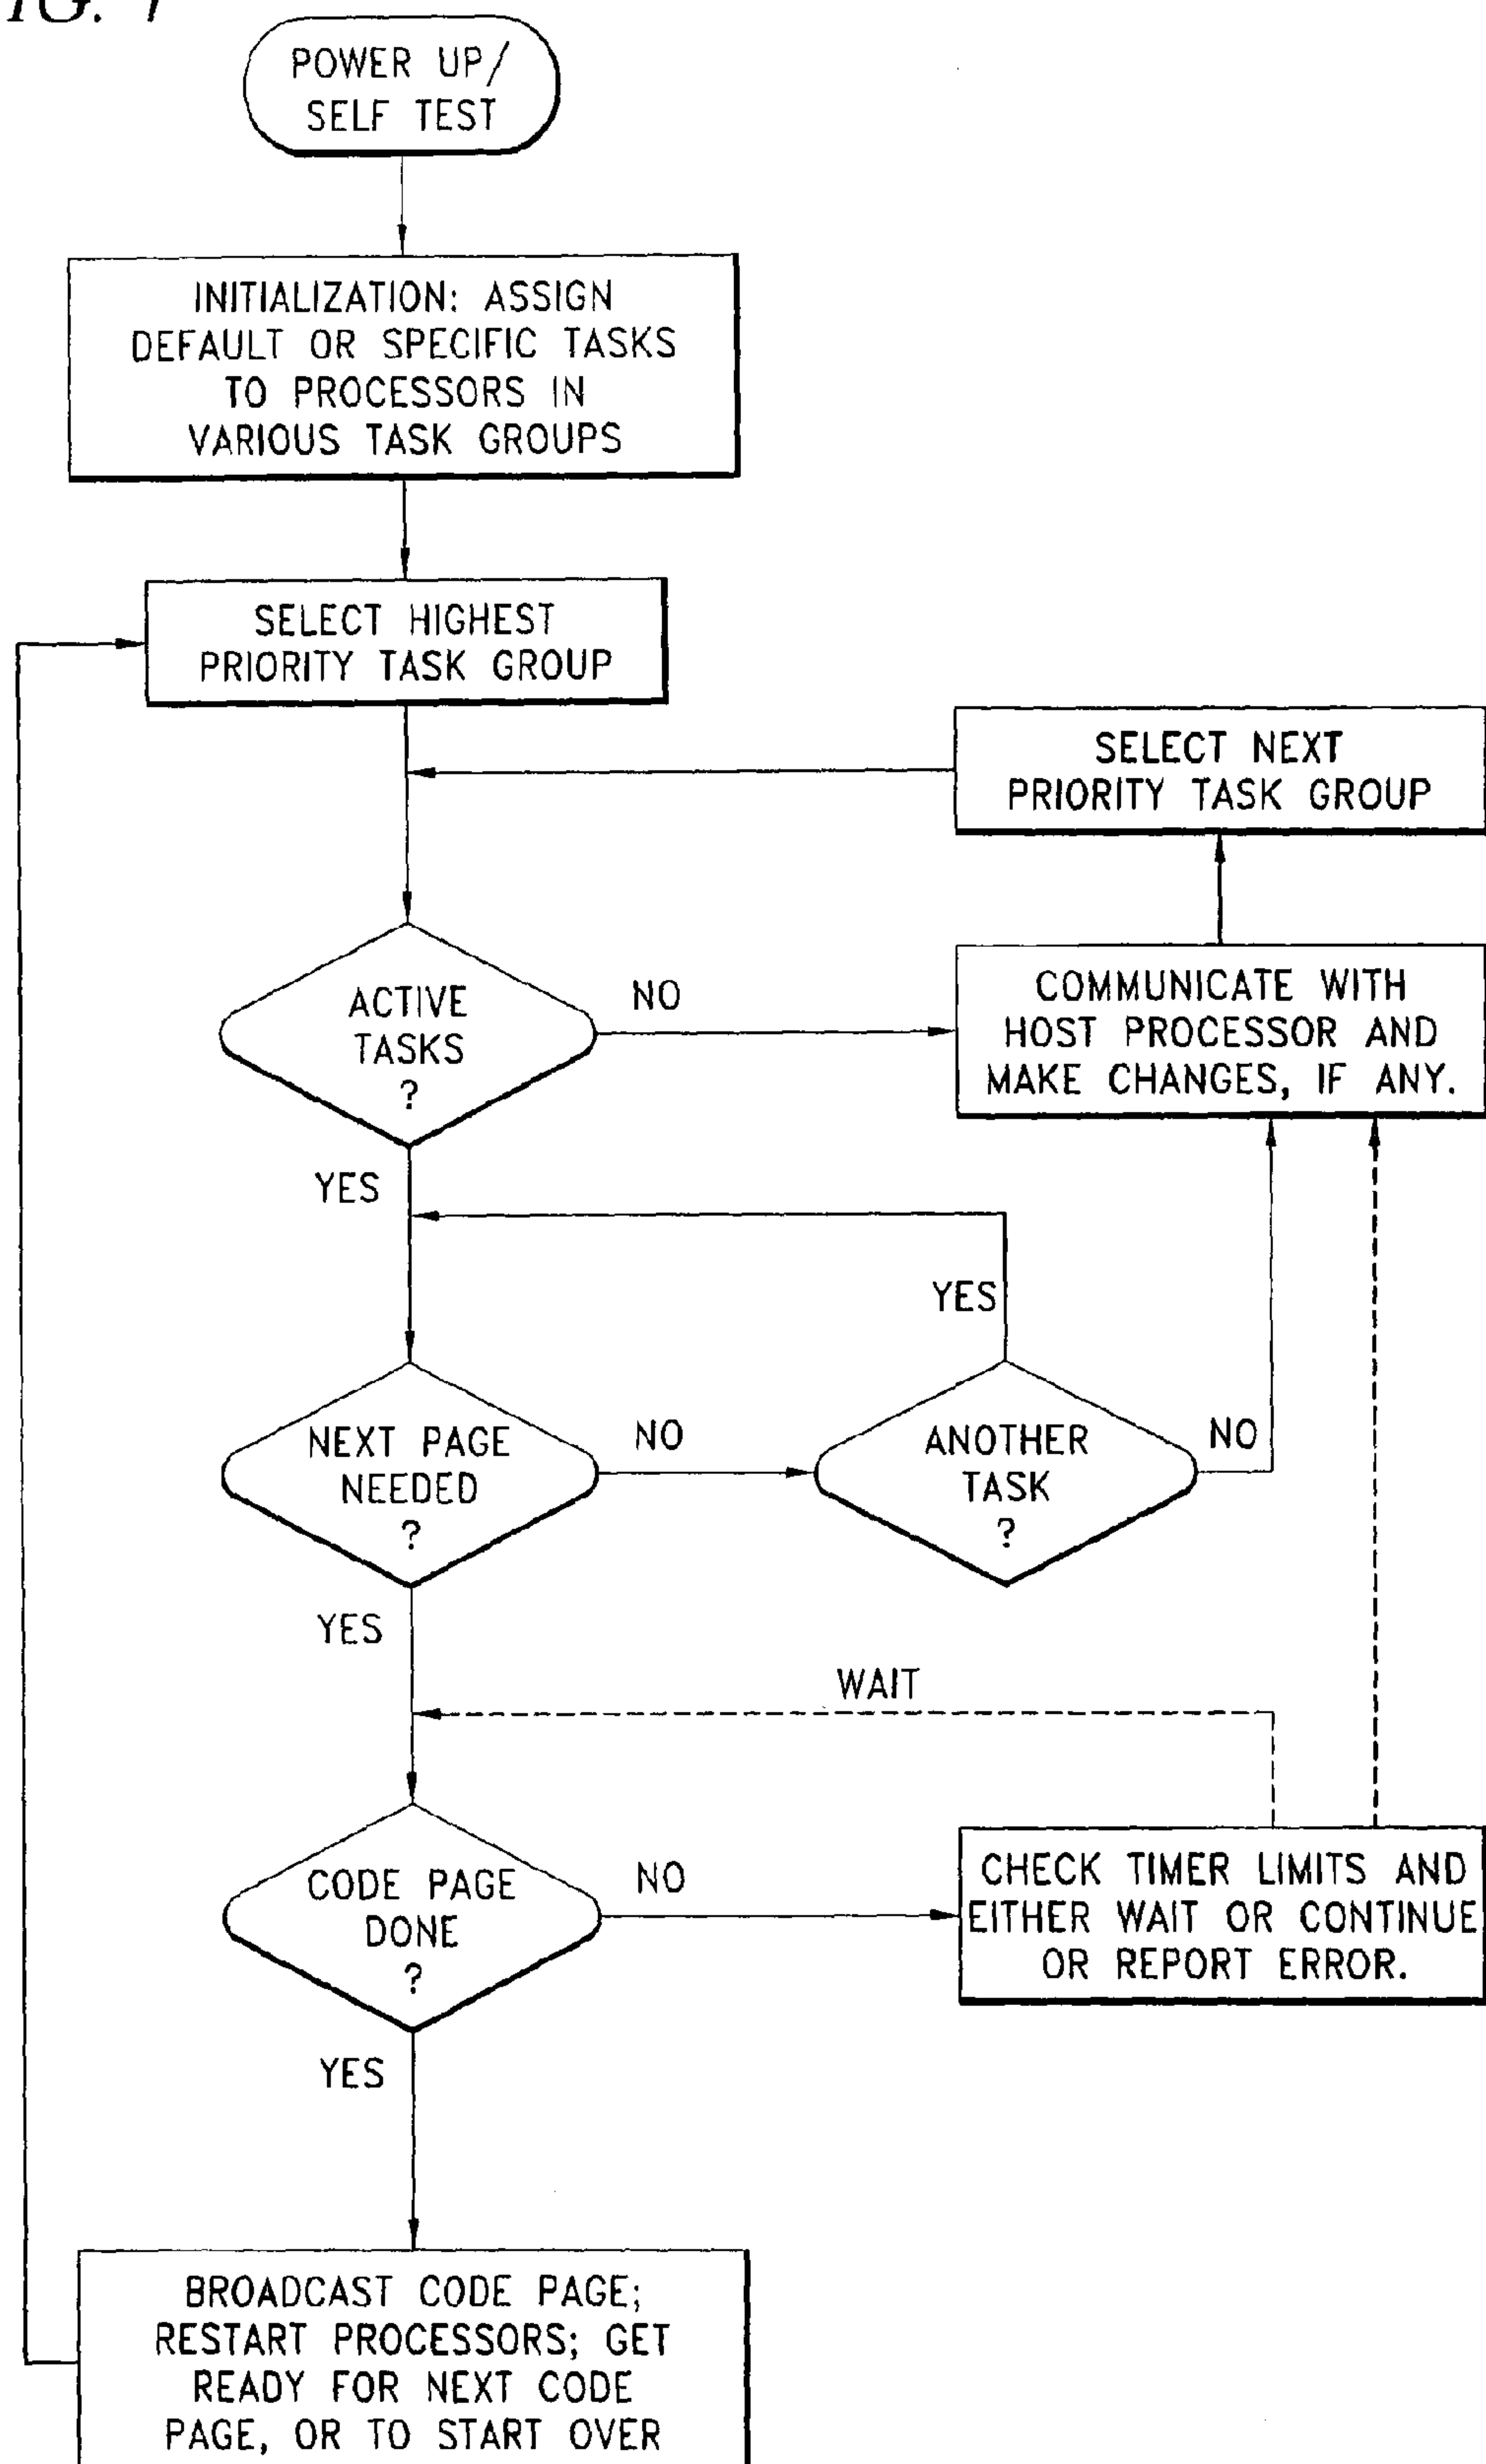 POWER UP/
SELF TEST
INITIALIZATION: ASSIGN
DEFAULT OR SPECIFIC TASKS
TO PROCESSORS IN
VARIOUS TASK GROUPS
SELECT HIGHEST
PRIORITY TASK GROUP
SELECT NEXT
PRIORITY TASK GROUP
ACTIVE
TASKS
?
NO
COMMUNICATE WITH
HOST PROCESSOR AND
MAKE CHANGES, IF ANY.
YES
YES
NEXT PAGE
NEEDED
?
NO
ANOTHER
TASK
?
NO
YES
WAIT
CODE PAGE
DONE
?
NO
CHECK TIMER LIMITS AND
EITHER WAIT OR CONTINUE
OR REPORT ERROR.
YES
BROADCAST CODE PAGE;
RESTART PROCESSORS; GET
READY FOR NEXT CODE
PAGE, OR TO START OVER